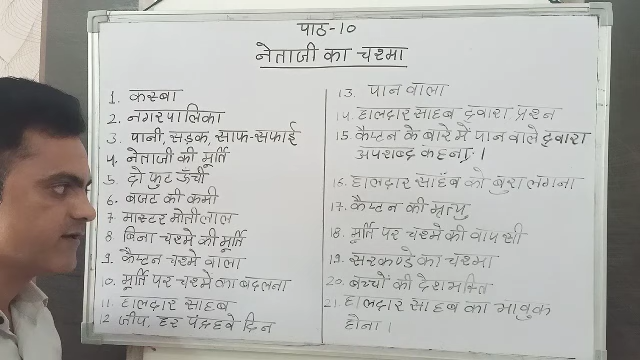 पाठ-10
नेताजी का चश्मा
1. कस्बा
2. नगरपालिका
3. पानी, सड़क, साफ-सफाई
4. नेताजी की मूर्ति
5. दो फुट ऊँची
6. बजट की कमी
7. मास्टर मोतीलाल
8. बिना चश्मे की मूर्ति
9. कैप्टन चश्मे वाला
10. मूर्ति पर चश्मे का बदलना
11. हालदार साहब
12. जीप, हर पंद्रहवे दिन
13. पानवाला
14. हालदार साहब द्वारा प्रश्न
15. कैप्टन के बारे में पान वाले द्वारा
अपशब्द कहना।
16. हालदार साहब को बुरा लगना
17. कैप्टन की मृत्यु
18. मूर्ति पर चश्मे की वापसी
19. सरकण्डे का चश्मा
20. बच्चों की देशभक्ति
21. हालदार साहब का भावुक
होना।